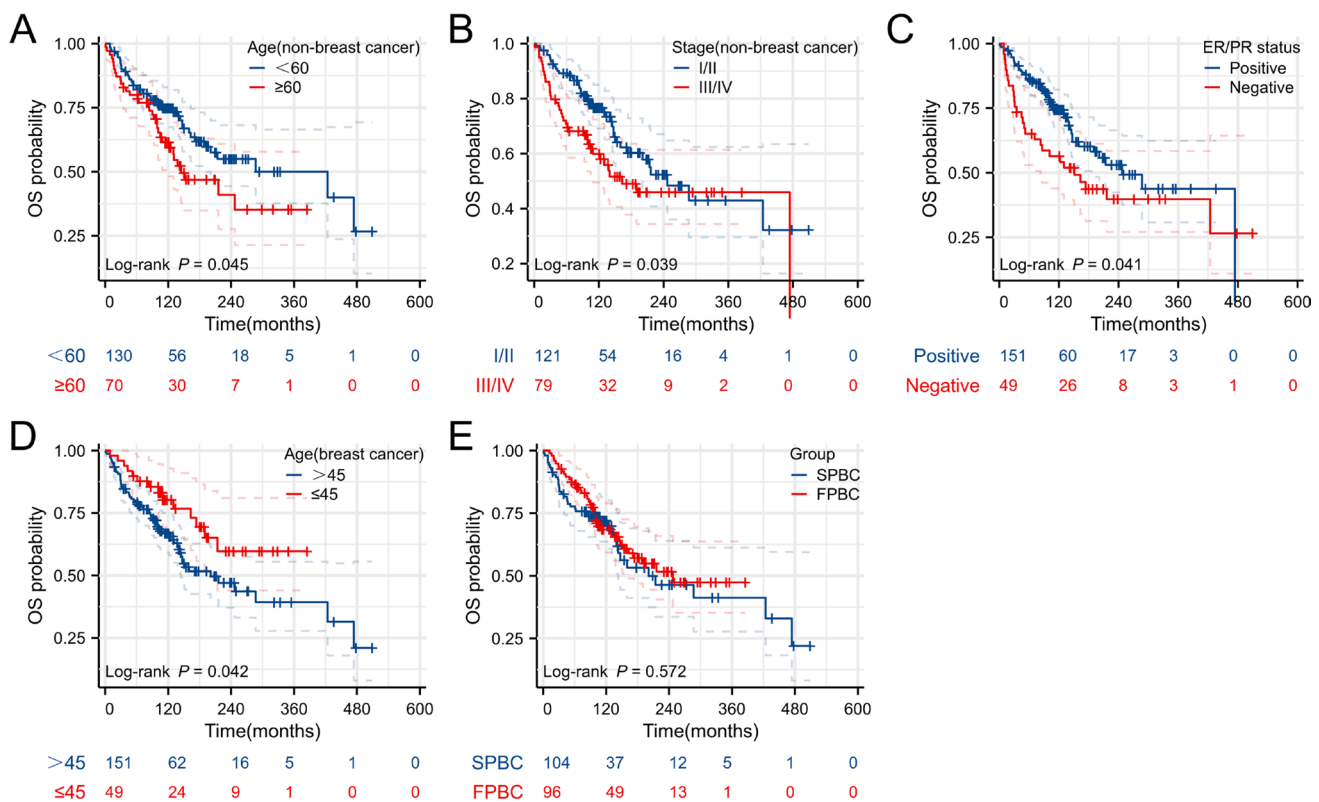 A
Age(non-breast cancer)
<60
≥60
OS probability
1.00
0.75
0.50
0.25
Log-rank P = 0.045
0 120 240 360 480 600
Time(months)
<60 130 56 18 5 1 0
≥60 70 30 7 1 0 0
B
Stage(non-breast cancer)
I/II
III/IV
OS probability
1.0
0.8
0.6
0.4
0.2
Log-rank P = 0.039
0 120 240 360 480 600
Time(months)
I/II 121 54 16 4 1 0
III/IV 79 32 9 2 0 0
C
ER/PR status
Positive
Negative
OS probability
1.00
0.75
0.50
0.25
Log-rank P = 0.041
0 120 240 360 480 600
Time(months)
Positive 151 60 17 3 0 0
Negative 49 26 8 3 1 0
D
Age(breast cancer)
>45
≤45
OS probability
1.00
0.75
0.50
0.25
Log-rank P = 0.042
0 120 240 360 480 600
Time(months)
>45 151 62 16 5 1 0
≤45 49 24 9 1 0 0
E
Group
SPBC
FPBC
OS probability
1.00
0.75
0.50
0.25
Log-rank P = 0.572
0 120 240 360 480 600
Time(months)
SPBC 104 37 12 5 1 0
FPBC 96 49 13 1 0 0